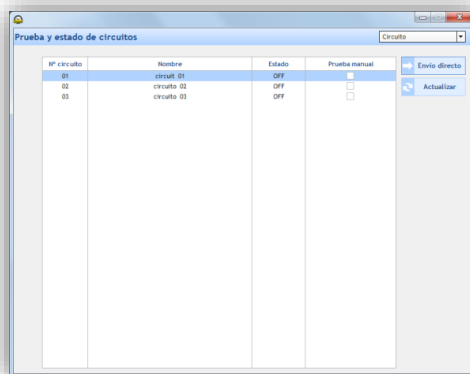 Prueba y estado de circuitos
Circuito
Nº circuito Nombre Estado Prueba manual
01 circuit 01 OFF
02 circuito 02 OFF
03 circuito 03 OFF
Envío directo
Actualizar